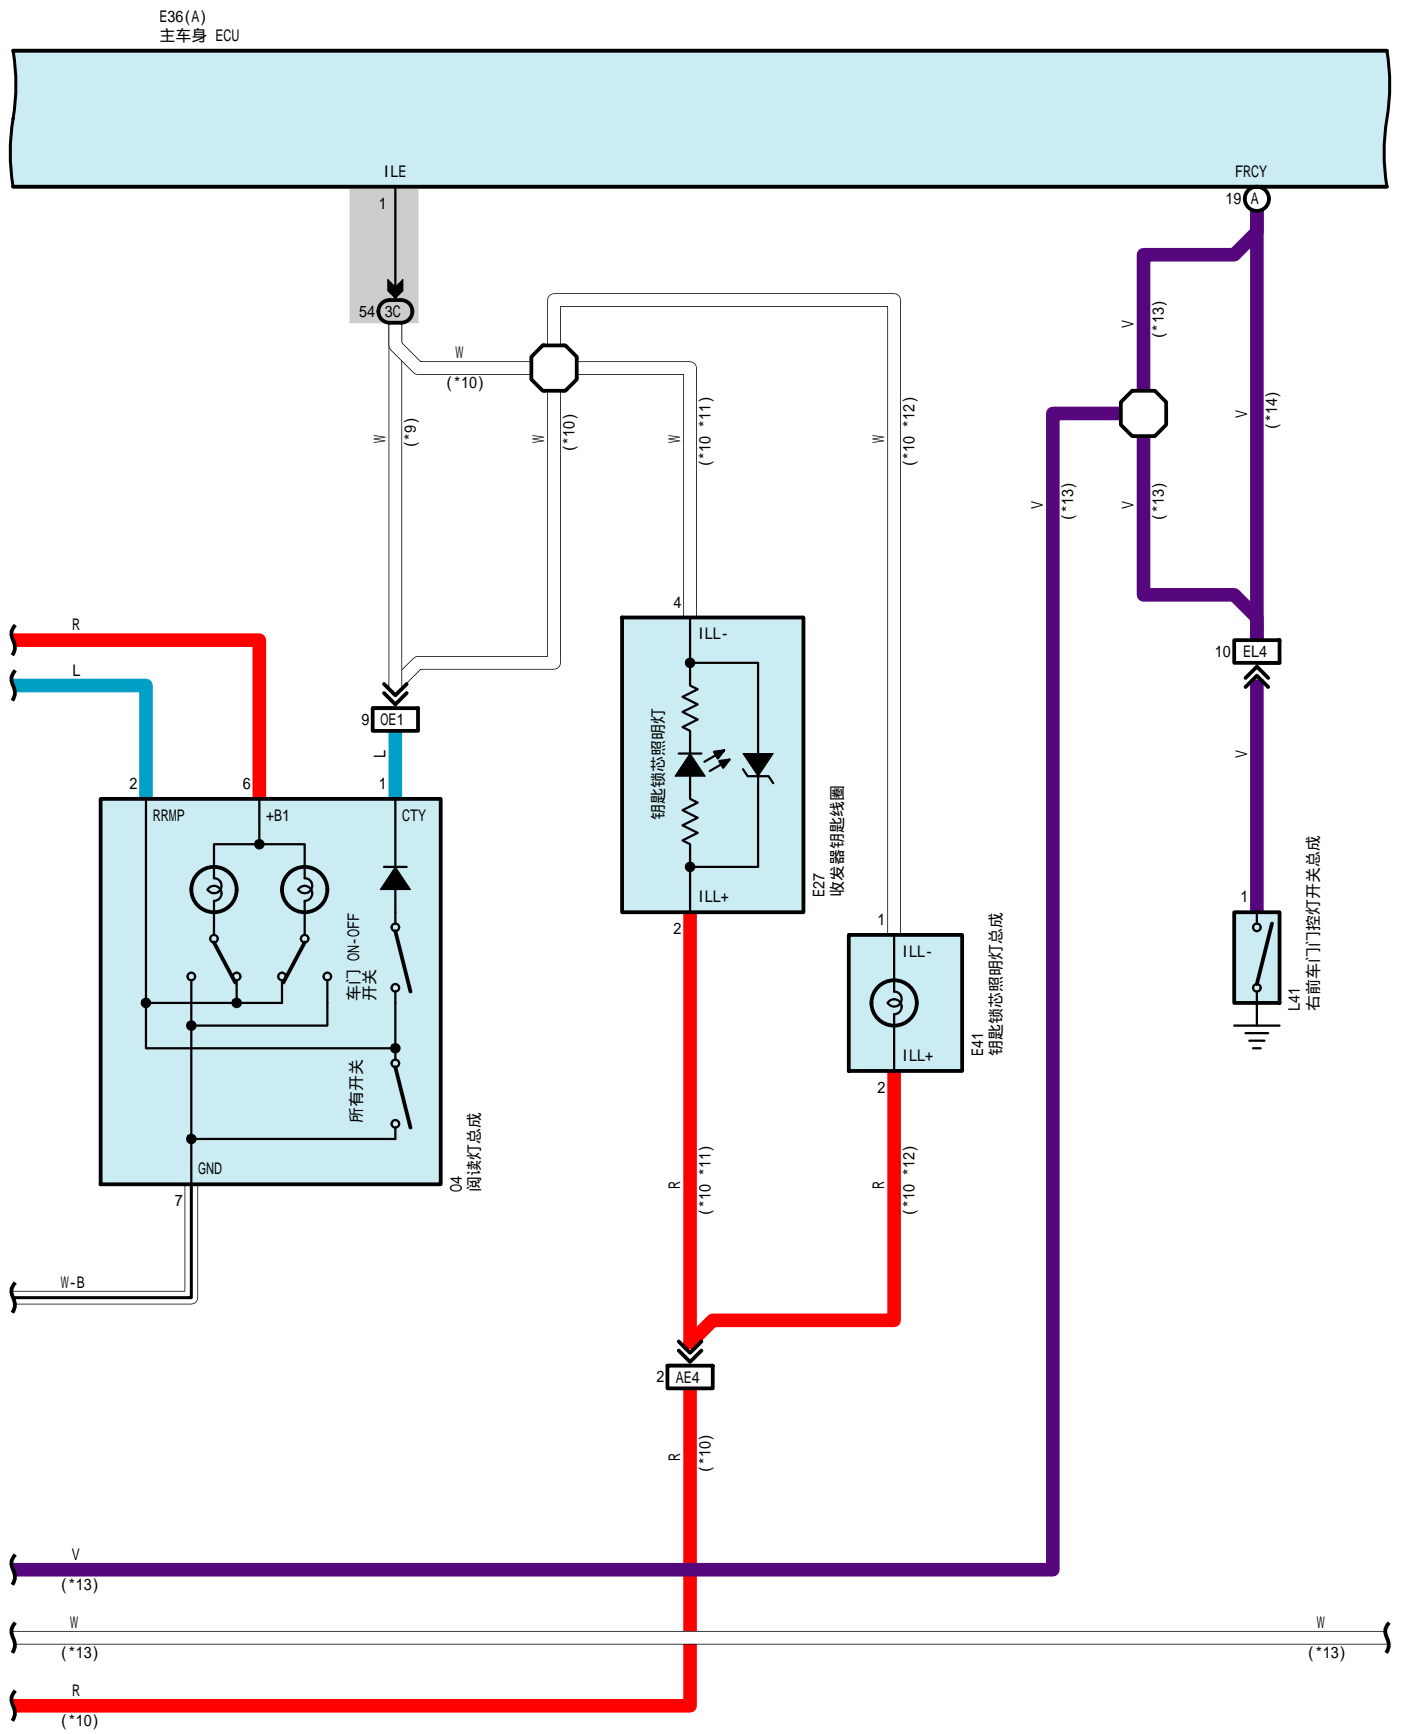 E36(A)
主车身 ECU
ILE
FRCY
1
19 A
54 3C
W
(*10)
W
(*9)
W
(*10)
W
(*10 *11)
W
(*10 *12)
V
(*13)
V
(*14)
V
(*13)
V
(*13)
R
L
4
ILL-
钥匙锁芯照明灯
ILL+
2
E27
收发器钥匙线圈
10 EL4
V
9 OE1
L
2
6
1
RRMP
+B1
CTY
车门 ON-OFF
开关
所有开关
GND
7
O4
阅读灯总成
1
ILL-
ILL+
2
E41
钥匙锁芯照明灯总成
1
L41
右前车门门控灯开关总成
W-B
R
(*10 *11)
R
(*10 *12)
2 AE4
R
(*10)
V
(*13)
W
(*13)
W
(*13)
R
(*10)